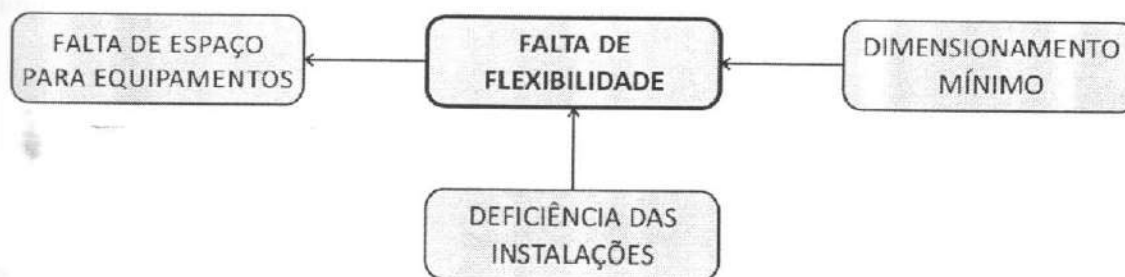 FALTA DE ESPAÇO
PARA EQUIPAMENTOS
FALTA DE
FLEXIBILIDADE
DIMENSIONAMENTO
MÍNIMO
DEFICIÊNCIA DAS
INSTALAÇÕES